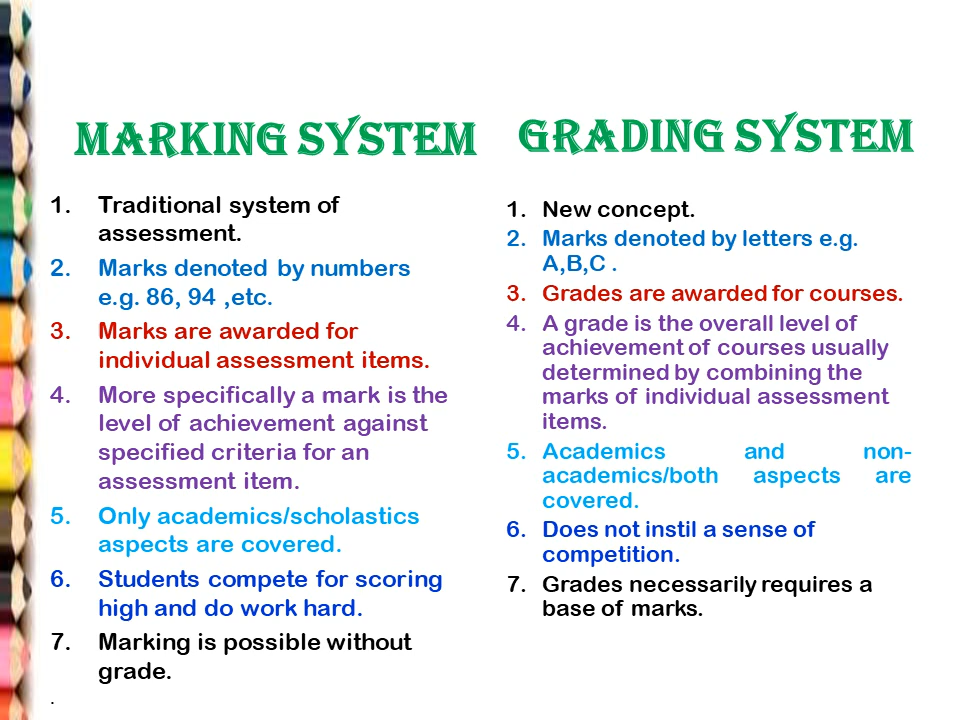 MARKING SYSTEM
1. Traditional system of
assessment.
2. Marks denoted by numbers
e.g. 86, 94 ,etc.
3. Marks are awarded for
individual assessment items.
4. More specifically a mark is the
level of achievement against
specified criteria for an
assessment item.
5. Only academics/scholastics
aspects are covered.
6. Students compete for scoring
high and do work hard.
7. Marking is possible without
grade.
.
GRADING SYSTEM
1. New concept.
2. Marks denoted by letters e.g.
A,B,C .
3. Grades are awarded for courses.
4. A grade is the overall level of
achievement of courses usually
determined by combining the
marks of individual assessment
items.
5. Academics and non-
academics/both aspects are
covered.
6. Does not instil a sense of
competition.
7. Grades necessarily requires a
base of marks.